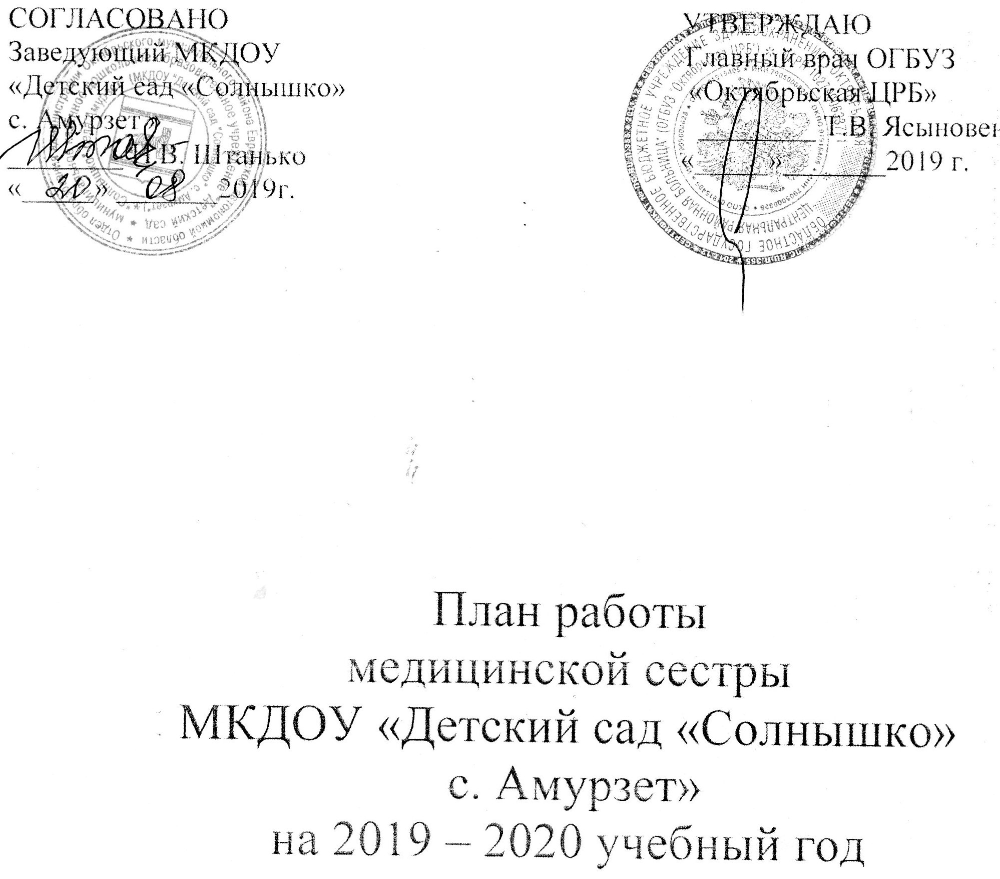 СОГЛАСОВАНО
Заведующий МКДОУ
«Детский сад «Солнышко»
с. Амурзет»
В. Штанько
« 20 » 08 2019г.
УТВЕРЖДАЮ
Главный врач ОГБУЗ
«Октябрьская ЦРБ»
Т.В. Ясыновен
« » 2019 г.
План работы
медицинской сестры
МКДОУ «Детский сад «Солнышко»
с. Амурзет»
на 2019 – 2020 учебный год